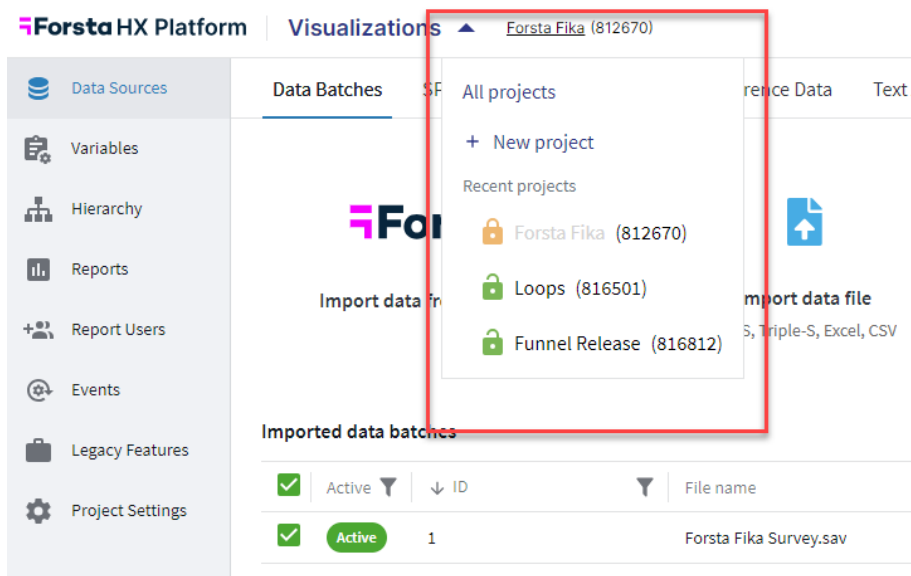 Forsta HX Platform Visualizations Forsta Fika (812670)
Data Sources
Variables
Hierarchy
Reports
Report Users
Events
Legacy Features
Project Settings
Data Batches Data Text
All projects
+ New project
Recent projects
Forsta Fika (812670)
Loops (816501)
Funnel Release (816812)
Import data
data file
Triple-S, Excel, CSV
Imported data batches
Active ID File name
Active 1 Forsta Fika Survey.sav